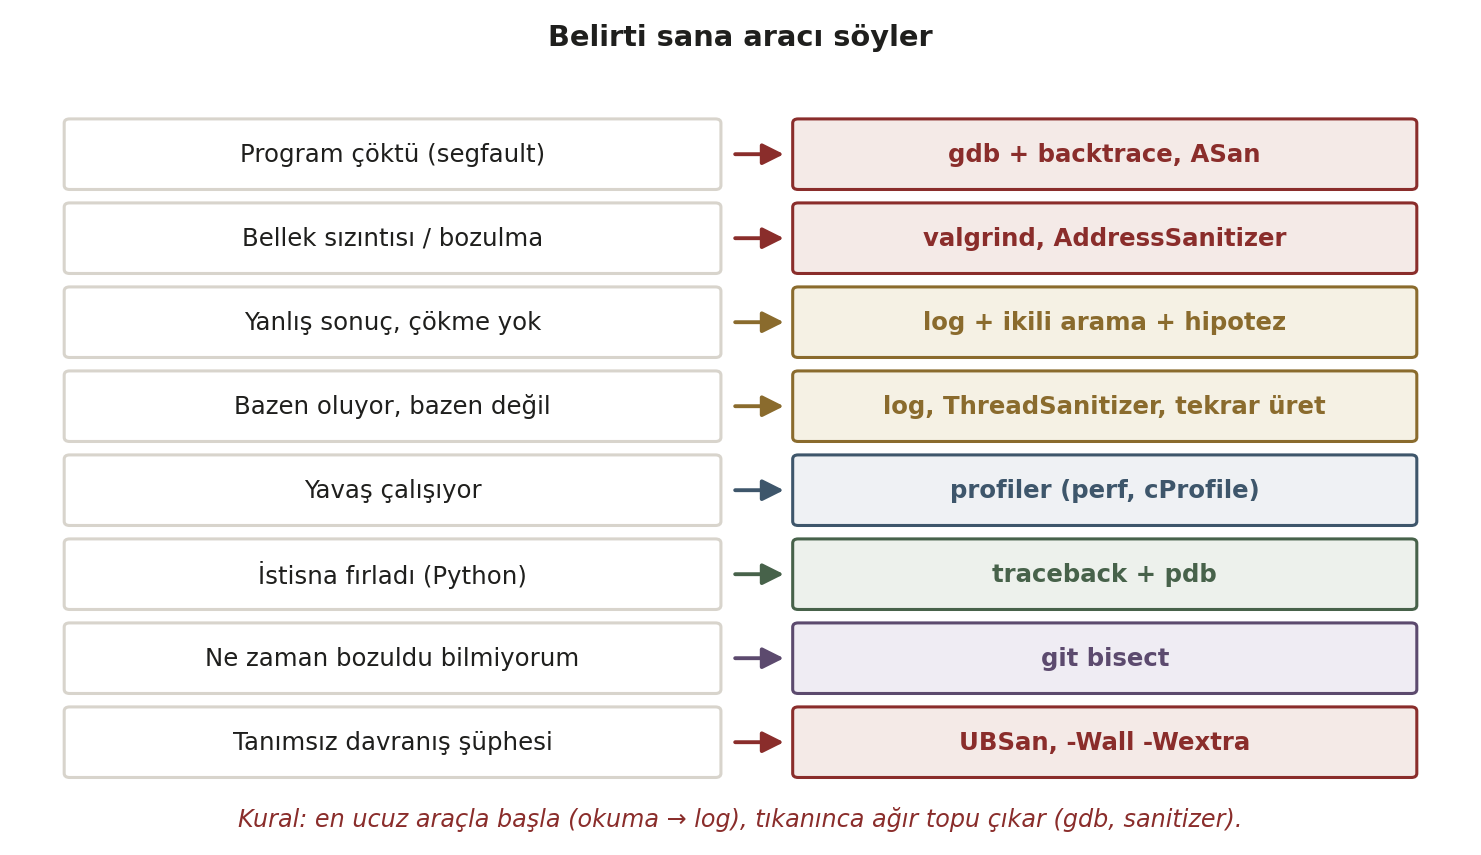 Belirti sana aracı söyler
Program çöktü (segfault)
gdb + backtrace, ASan
Bellek sızıntısı / bozulma
valgrind, AddressSanitizer
Yanlış sonuç, çökme yok
log + ikili arama + hipotez
Bazen oluyor, bazen değil
log, ThreadSanitizer, tekrar üret
Yavaş çalışıyor
profiler (perf, cProfile)
İstisna fırladı (Python)
traceback + pdb
Ne zaman bozuldu bilmiyorum
git bisect
Tanımsız davranış şüphesi
UBSan, -Wall -Wextra
Kural: en ucuz araçla başla (okuma → log), tıkanınca ağır topu çıkar (gdb, sanitizer).